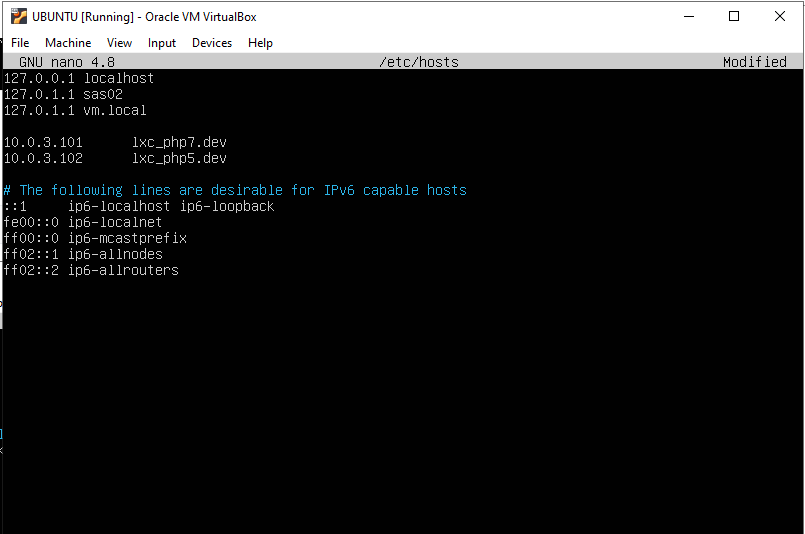 UBUNTU [Running] - Oracle VM VirtualBox
File Machine View Input Devices Help
GNU nano 4.8 /etc/hosts Modified
127.0.0.1 localhost
127.0.1.1 sas02
127.0.1.1 vm.local
10.0.3.101 lxc_php7.dev
10.0.3.102 lxc_php5.dev
# The following lines are desirable for IPv6 capable hosts
::1 ip6-localhost ip6-loopback
fe00::0 ip6-localnet
ff00::0 ip6-mcastprefix
ff02::1 ip6-allnodes
ff02::2 ip6-allrouters